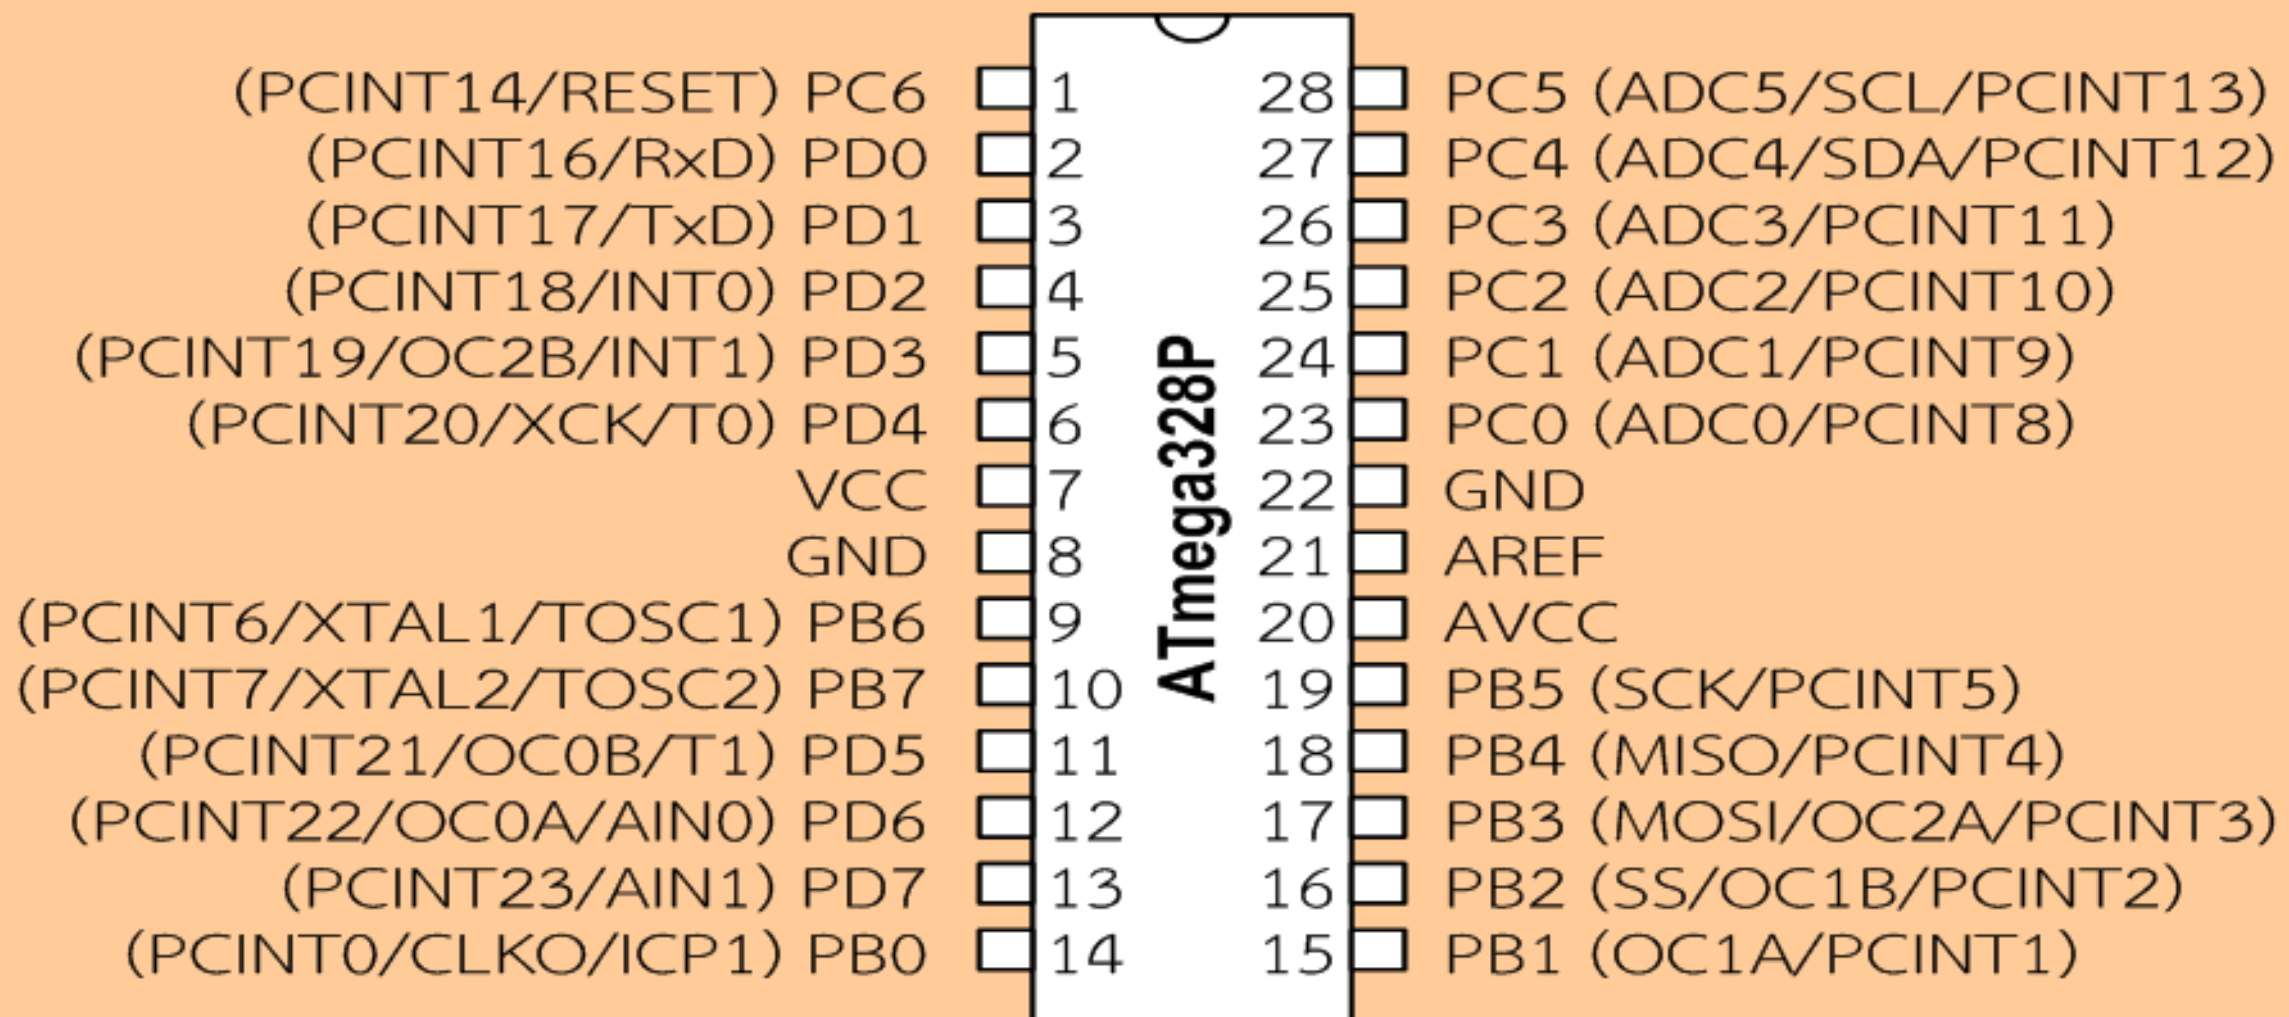 (PCINT14/RESET) PC6 1 28 PC5 (ADC5/SCL/PCINT13)
(PCINT16/RxD) PD0 2 27 PC4 (ADC4/SDA/PCINT12)
(PCINT17/TxD) PD1 3 26 PC3 (ADC3/PCINT11)
(PCINT18/INT0) PD2 4 25 PC2 (ADC2/PCINT10)
(PCINT19/OC2B/INT1) PD3 5 24 PC1 (ADC1/PCINT9)
(PCINT20/XCK/T0) PD4 6 23 PC0 (ADC0/PCINT8)
VCC 7 22 GND
GND 8 21 AREF
(PCINT6/XTAL1/TOSC1) PB6 9 20 AVCC
(PCINT7/XTAL2/TOSC2) PB7 10 19 PB5 (SCK/PCINT5)
(PCINT21/OC0B/T1) PD5 11 18 PB4 (MISO/PCINT4)
(PCINT22/OC0A/AIN0) PD6 12 17 PB3 (MOSI/OC2A/PCINT3)
(PCINT23/AIN1) PD7 13 16 PB2 (SS/OC1B/PCINT2)
(PCINT0/CLKO/ICP1) PB0 14 15 PB1 (OC1A/PCINT1)
ATmega328P